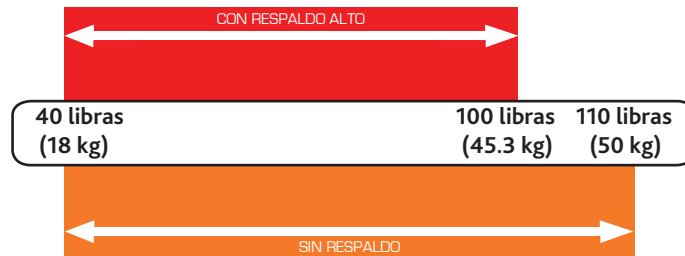 CON RESPALDO ALTO
40 libras 100 libras 110 libras
(18 kg) (45.3 kg) (50 kg)
SIN RESPALDO